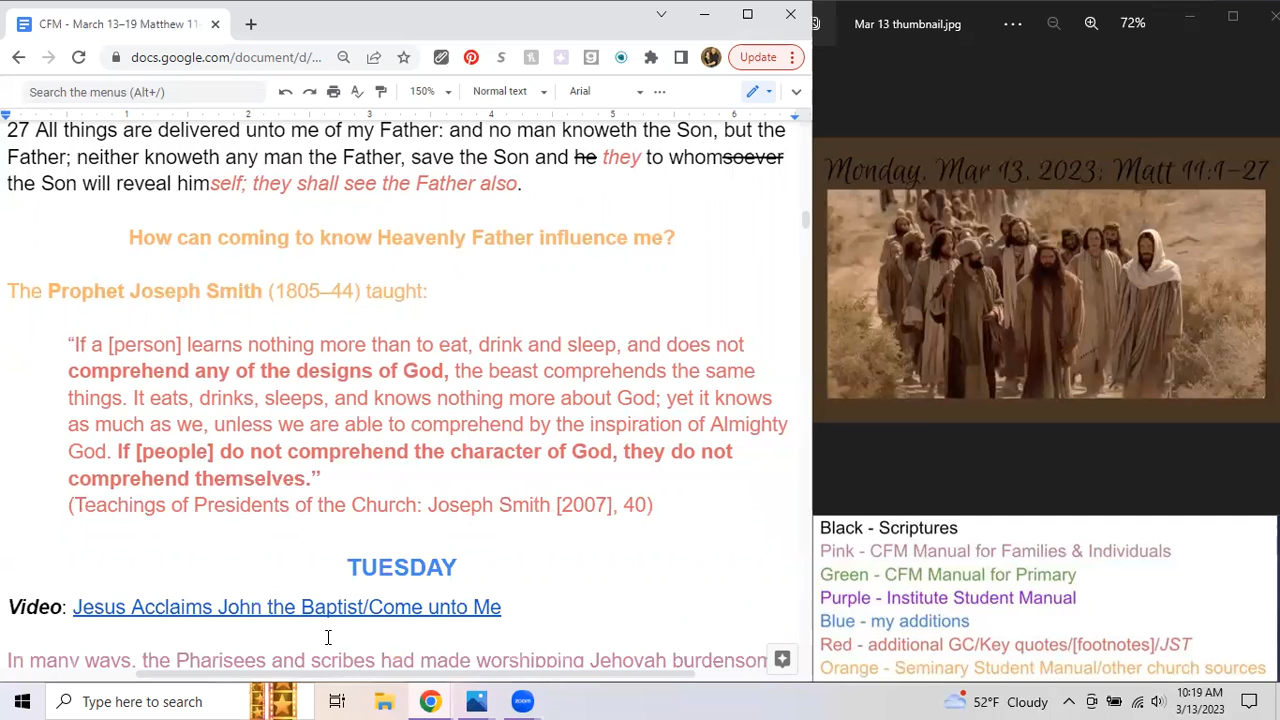 CFM – March 13–19 Matthew 11-
docs.google.com/document/d/...
Update
Search the menus (Alt+/)
150%
Normal text
Arial
1 2 3 4 5 6
27 All things are delivered unto me of my Father: and no man knoweth the Son, but the
Father; neither knoweth any man the Father, save the Son and he they to whomsoever
the Son will reveal himself; they shall see the Father also.
How can coming to know Heavenly Father influence me?
The Prophet Joseph Smith (1805–44) taught:
“If a [person] learns nothing more than to eat, drink and sleep, and does not
comprehend any of the designs of God, the beast comprehends the same
things. It eats, drinks, sleeps, and knows nothing more about God; yet it knows
as much as we, unless we are able to comprehend by the inspiration of Almighty
God. If [people] do not comprehend the character of God, they do not
comprehend themselves.”
(Teachings of Presidents of the Church: Joseph Smith [2007], 40)
TUESDAY
Video: Jesus Acclaims John the Baptist/Come unto Me
In many ways, the Pharisees and scribes had made worshipping Jehovah burdensom
Mar 13 thumbnail.jpg
72%
Monday, Mar 13, 2023: Matt 11:1-27
Black - Scriptures
Pink - CFM Manual for Families & Individuals
Green - CFM Manual for Primary
Purple - Institute Student Manual
Blue - my additions
Red - additional GC/Key quotes/[footnotes]/JST
Orange - Seminary Student Manual/other church sources
Type here to search
52°F Cloudy
10:19 AM
3/13/2023